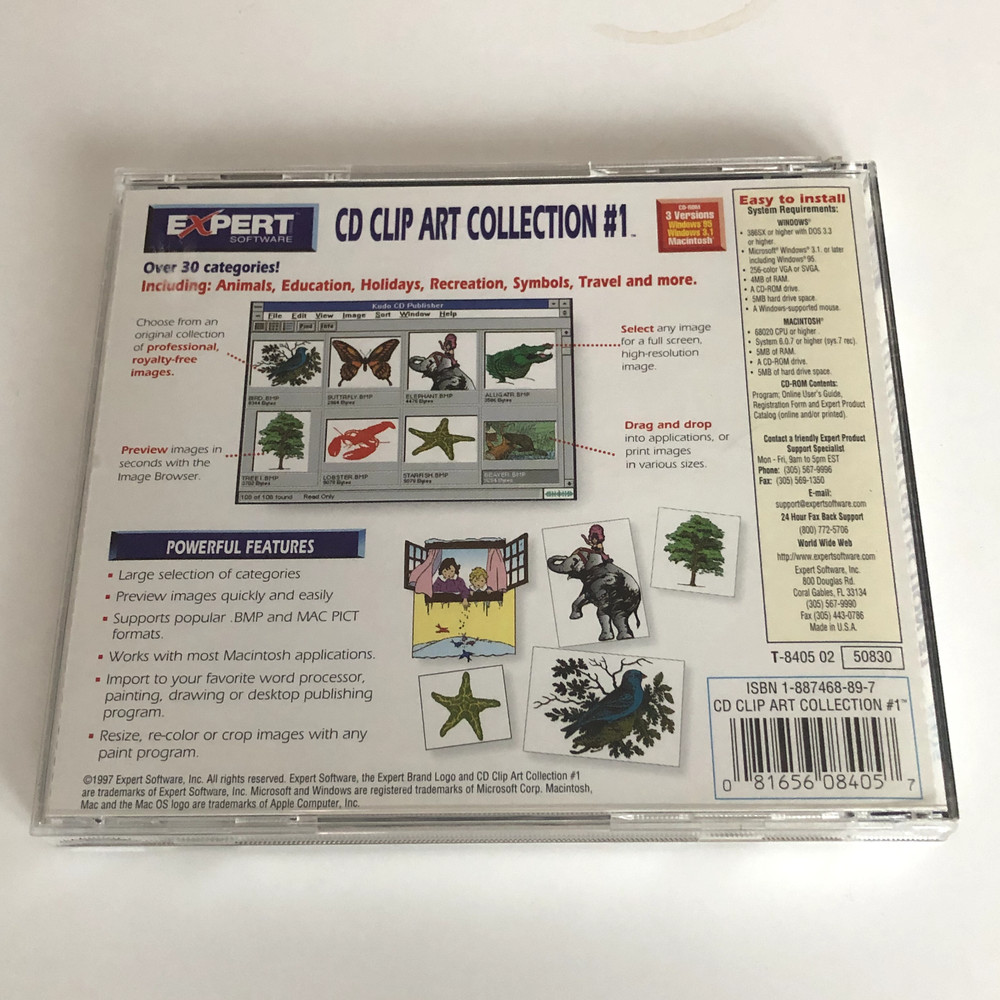 EXPERT
SOFTWARE
CD CLIP ART COLLECTION #1™
CD-ROM
3 Versions
Windows 95
Windows 3.1
Macintosh
Over 30 categories!
Including: Animals, Education, Holidays, Recreation, Symbols, Travel and more.
Choose from an
original collection
of professional,
royalty-free
images.
Preview images in
seconds with the
Image Browser.
Kudo CD Publisher
File Edit View Image Sort Window Help
Find Info
BIRD.BMP
BUTTRFLY.BMP
ELEPHANT.BMP
ALLIGATR.BMP
TREE1.BMP
LOBSTER.BMP
STARFISH.BMP
BEAVER.BMP
108 of 108 found Read Only
Select any image
for a full screen,
high-resolution
image.
Drag and drop
into applications, or
print images
in various sizes.
POWERFUL FEATURES
▪ Large selection of categories
▪ Preview images quickly and easily
▪ Supports popular .BMP and MAC PICT
formats.
▪ Works with most Macintosh applications.
▪ Import to your favorite word processor,
painting, drawing or desktop publishing
program.
▪ Resize, re-color or crop images with any
paint program.
©1997 Expert Software, Inc. All rights reserved. Expert Software, the Expert Brand Logo and CD Clip Art Collection #1
are trademarks of Expert Software, Inc. Microsoft and Windows are registered trademarks of Microsoft Corp. Macintosh,
Mac and the Mac OS logo are trademarks of Apple Computer, Inc.
Easy to install
System Requirements:
WINDOWS®
• 386SX or higher with DOS 3.3
or higher.
• Microsoft® Windows® 3.1, or later
including Windows® 95.
• 256-color VGA or SVGA.
• 4MB of RAM.
• A CD-ROM drive.
• 5MB hard drive space.
• A Windows-supported mouse.
MACINTOSH®
• 68020 CPU or higher
• System 6.0.7 or higher (sys.7 rec).
• 5MB of RAM.
• A CD-ROM drive.
• 5MB of hard drive space.
CD-ROM Contents:
Program; Online User's Guide,
Registration Form and Expert Product
Catalog (online and/or printed).
Contact a friendly Expert Product
Support Specialist
Mon - Fri, 9am to 5pm EST
Phone: (305) 567-9996
Fax: (305) 569-1350
E-mail:
support@expertsoftware.com
24 Hour Fax Back Support
(800) 772-5706
World Wide Web
http://www.expertsoftware.com
Expert Software, Inc.
800 Douglas Rd.
Coral Gables, FL 33134
(305) 567-9990
Fax (305) 443-0786
Made in U.S.A.
T-8405 02 50830
ISBN 1-887468-89-7
CD CLIP ART COLLECTION #1™
0 81656 08405 7